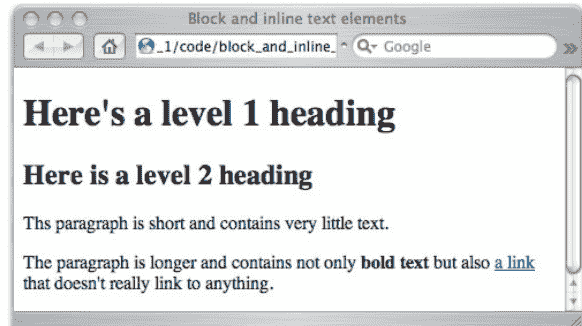 Block and inline text elements
_1/code/block_and_inline_ Google
Here's a level 1 heading
Here is a level 2 heading
Ths paragraph is short and contains very little text.
The paragraph is longer and contains not only bold text but also a link
that doesn't really link to anything.